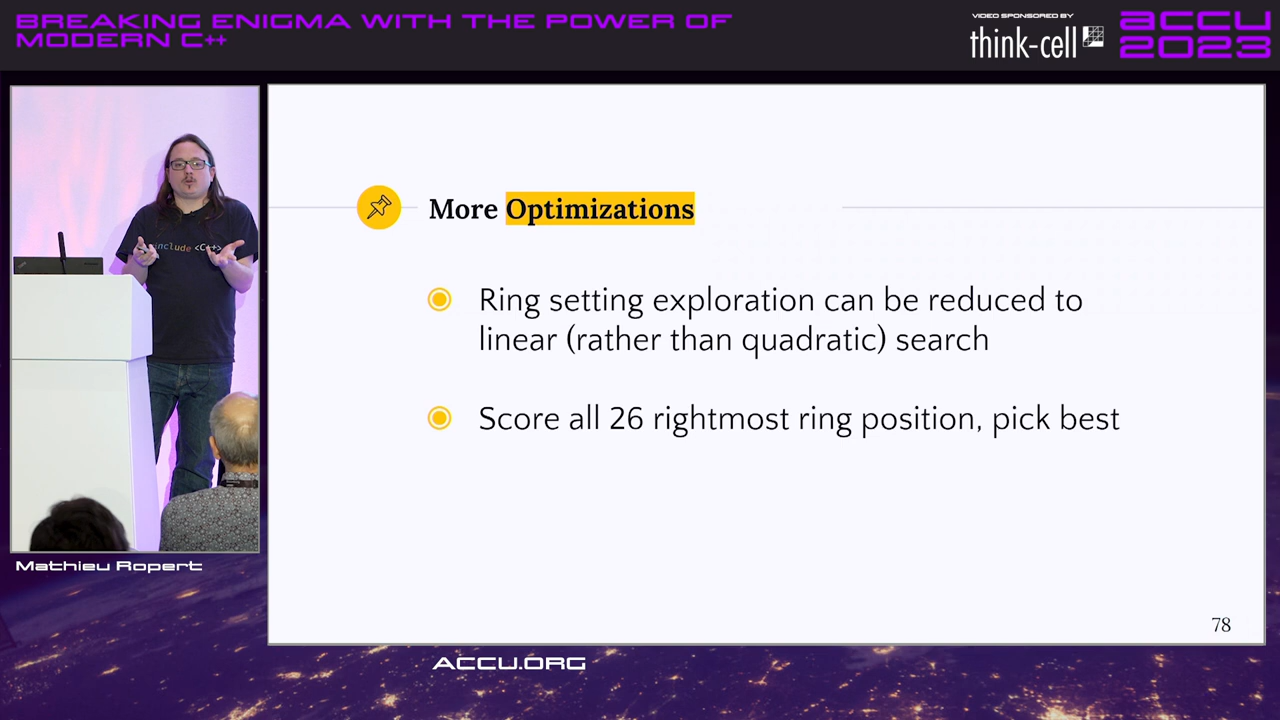 BREAKING ENIGMA WITH THE POWER OF
MODERN C++
VIDEO SPONSORED BY
think-cell
ACCU
2023
#include <C++>
Mathieu Ropert
More Optimizations
Ring setting exploration can be reduced to
linear (rather than quadratic) search
Score all 26 rightmost ring position, pick best
78
ACCU.ORG